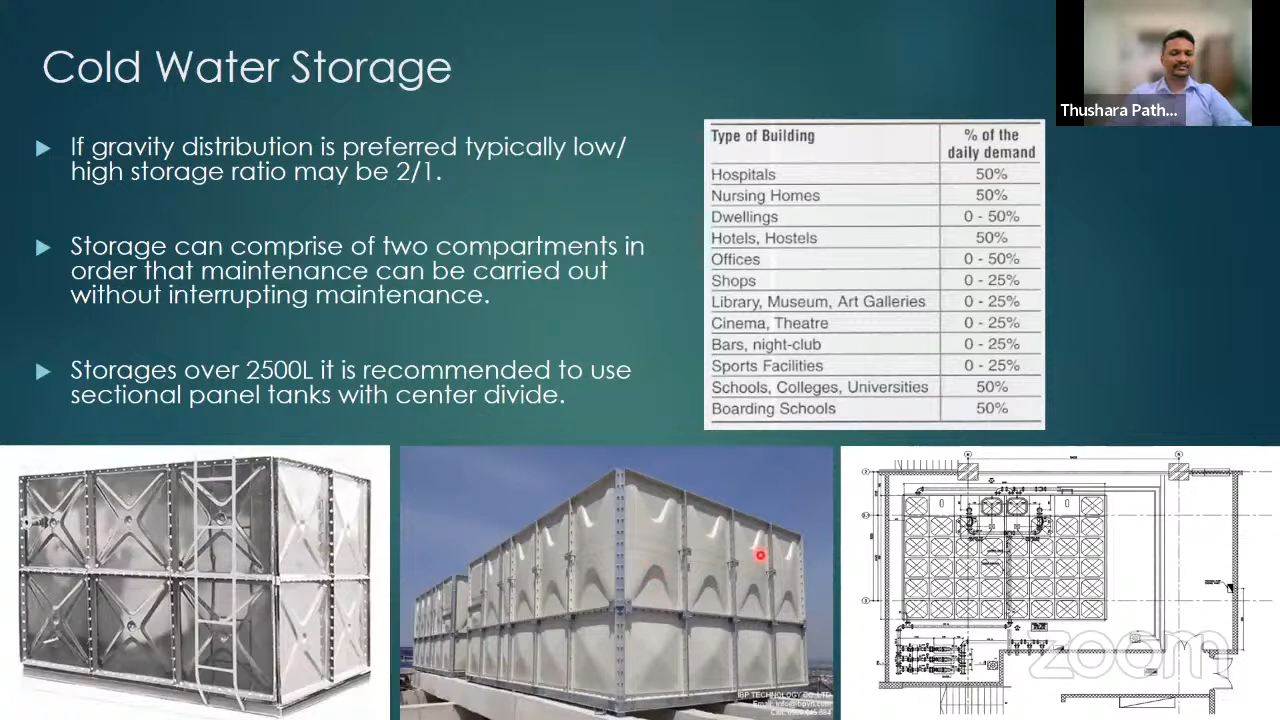 Cold Water Storage
If gravity distribution is preferred typically low/
high storage ratio may be 2/1.
Storage can comprise of two compartments in
order that maintenance can be carried out
without interrupting maintenance.
Storages over 2500L it is recommended to use
sectional panel tanks with center divide.
Type of Building % of the
daily demand
Hospitals 50%
Nursing Homes 50%
Dwellings 0 - 50%
Hotels, Hostels 50%
Offices 0 - 50%
Shops 0 - 25%
Library, Museum, Art Galleries 0 - 25%
Cinema, Theatre 0 - 25%
Bars, night-club 0 - 25%
Sports Facilities 0 - 25%
Schools, Colleges, Universities 50%
Boarding Schools 50%
Thushara Path...
IBP TECHNOLOGY CO.,LTD
zoom